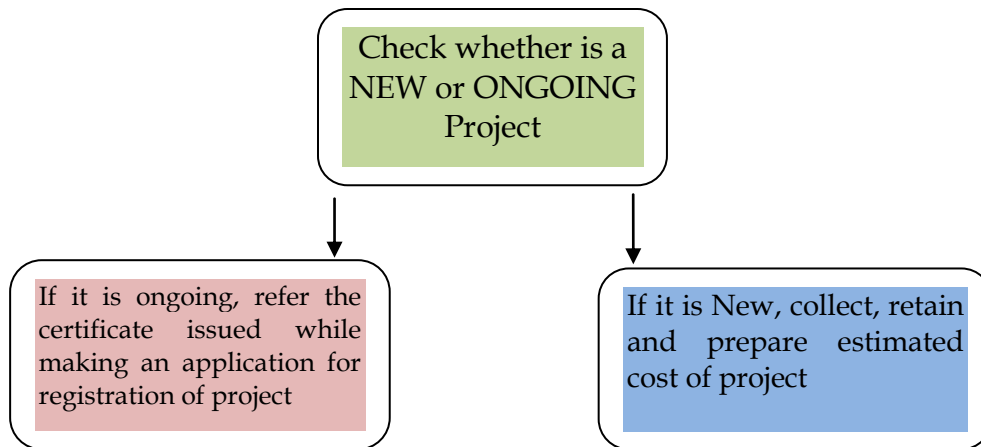 Check whether is a
NEW or ONGOING
Project
If it is ongoing, refer the
certificate issued while
making an application for
registration of project
If it is New, collect, retain
and prepare estimated
cost of project